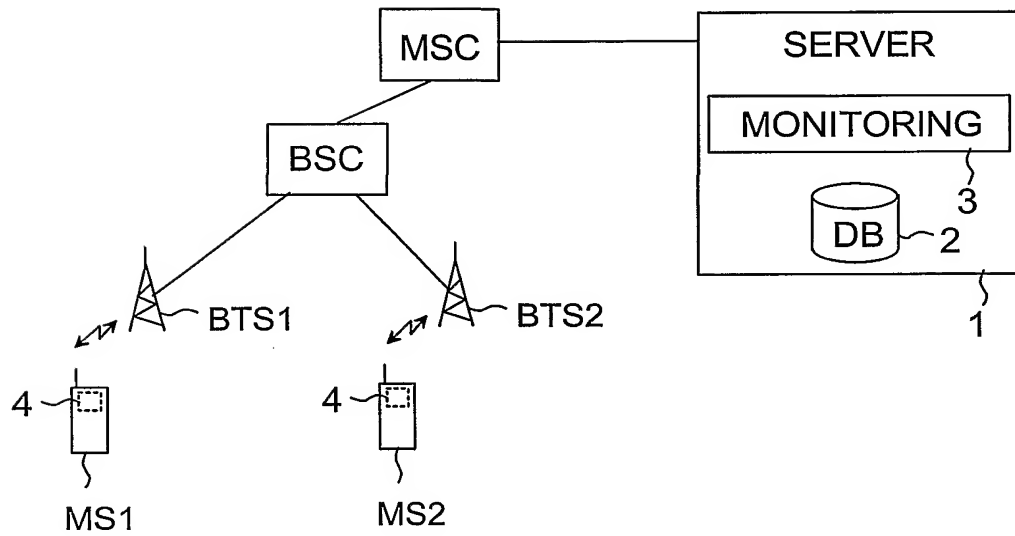 MSC
SERVER
MONITORING
BSC
3
DB
2
BTS1
BTS2
1
4
4
MS1
MS2